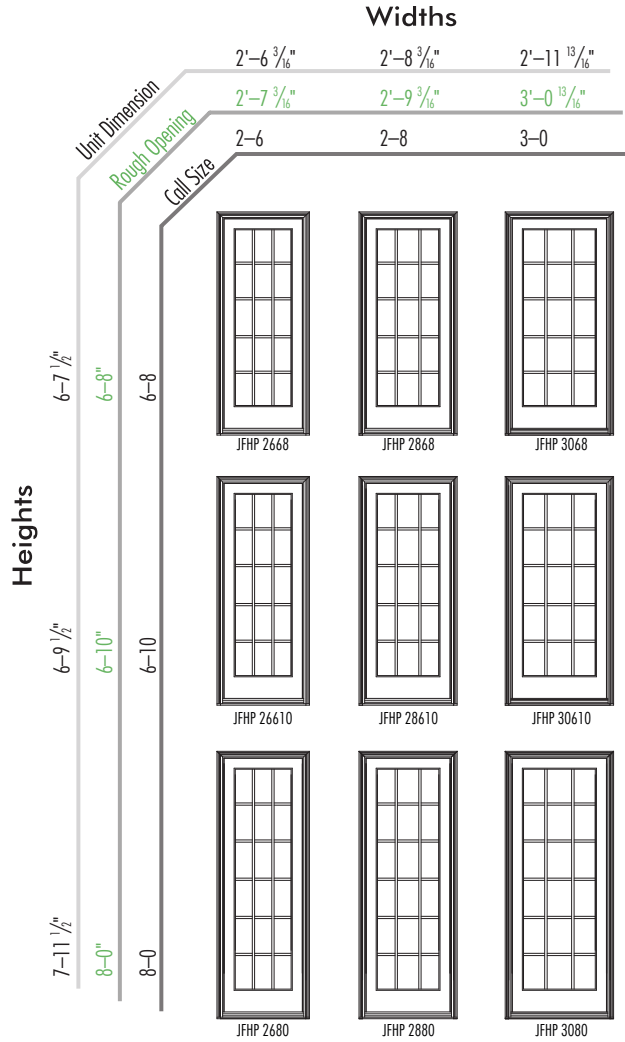 Widths
2'–6 3/16" 2'–8 3/16" 2'–11 13/16"
Unit Dimension
2'–7 3/16" 2'–9 3/16" 3'–0 13/16"
Rough Opening
2–6 2–8 3–0
Call Size
Heights
6–7 1/2" 6–8" 6–8
JFHP 2668 JFHP 2868 JFHP 3068
6–9 1/2" 6–10" 6–10
JFHP 26610 JFHP 28610 JFHP 30610
7–11 1/2" 8–0" 8–0
JFHP 2680 JFHP 2880 JFHP 3080